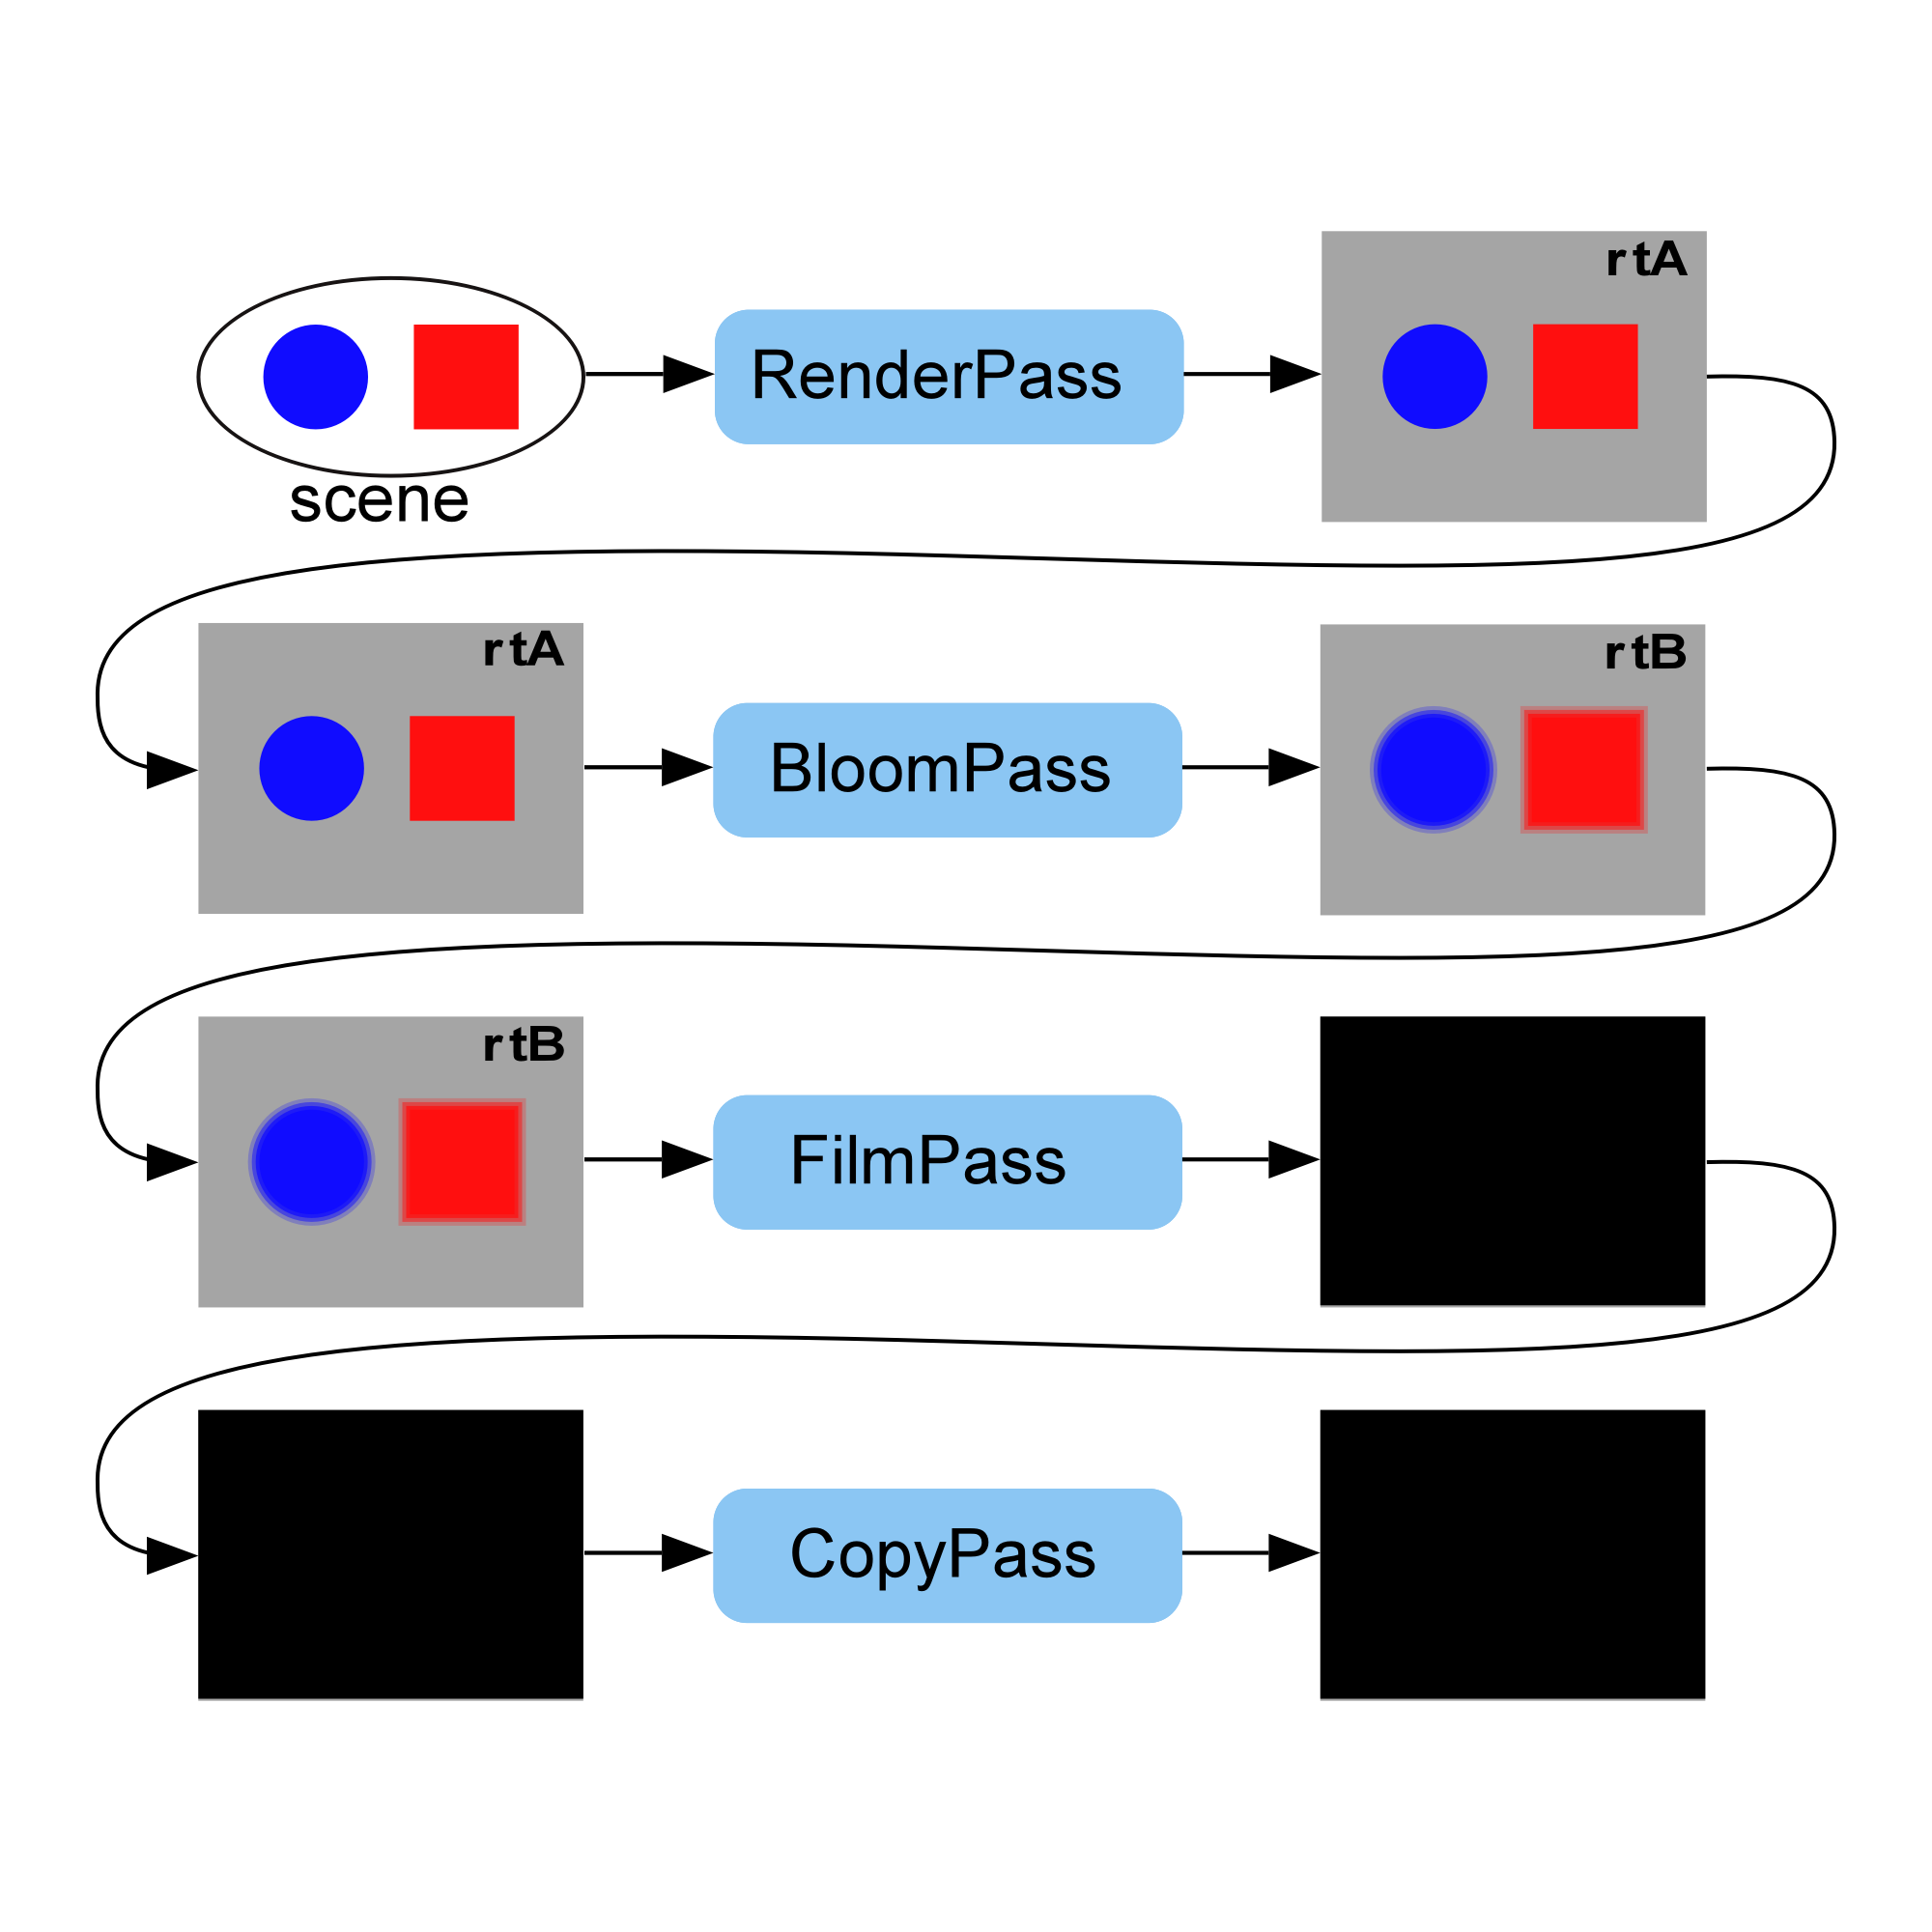 rtA
RenderPass
scene
rtA
rtB
BloomPass
rtB
FilmPass
CopyPass